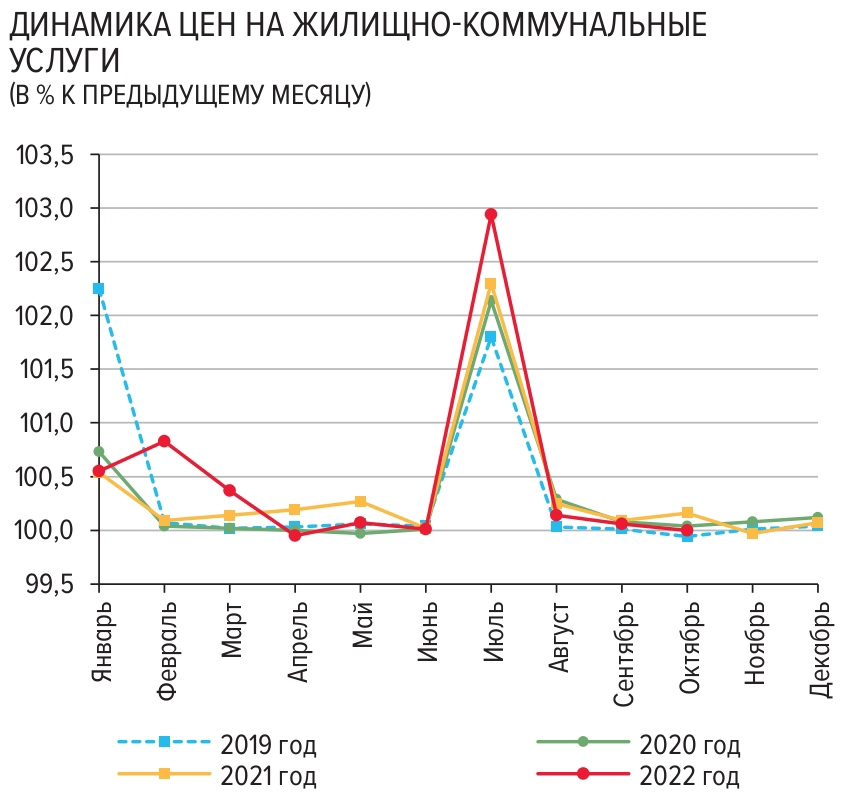 ДИНАМИКА ЦЕН НА ЖИЛИЩНО-КОММУНАЛЬНЫЕ
УСЛУГИ
(В % К ПРЕДЫДУЩЕМУ МЕСЯЦУ)
103,5
103,0
102,5
102,0
101,5
101,0
100,5
100,0
99,5
Январь
Февраль
Март
Апрель
Май
Июнь
Июль
Август
Сентябрь
Октябрь
Ноябрь
Декабрь
2019 год
2020 год
2021 год
2022 год